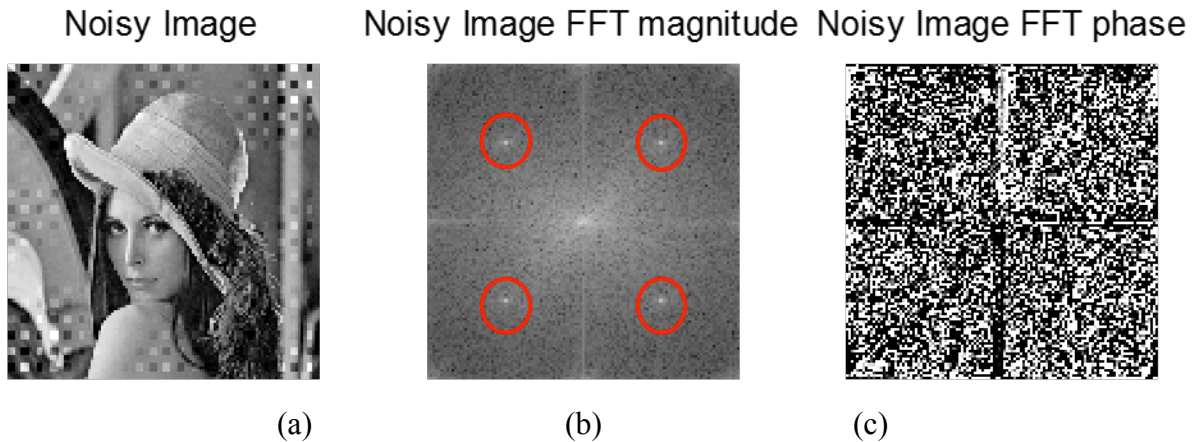 Noisy Image
Noisy Image FFT magnitude
Noisy Image FFT phase
(a)
(b)
(c)